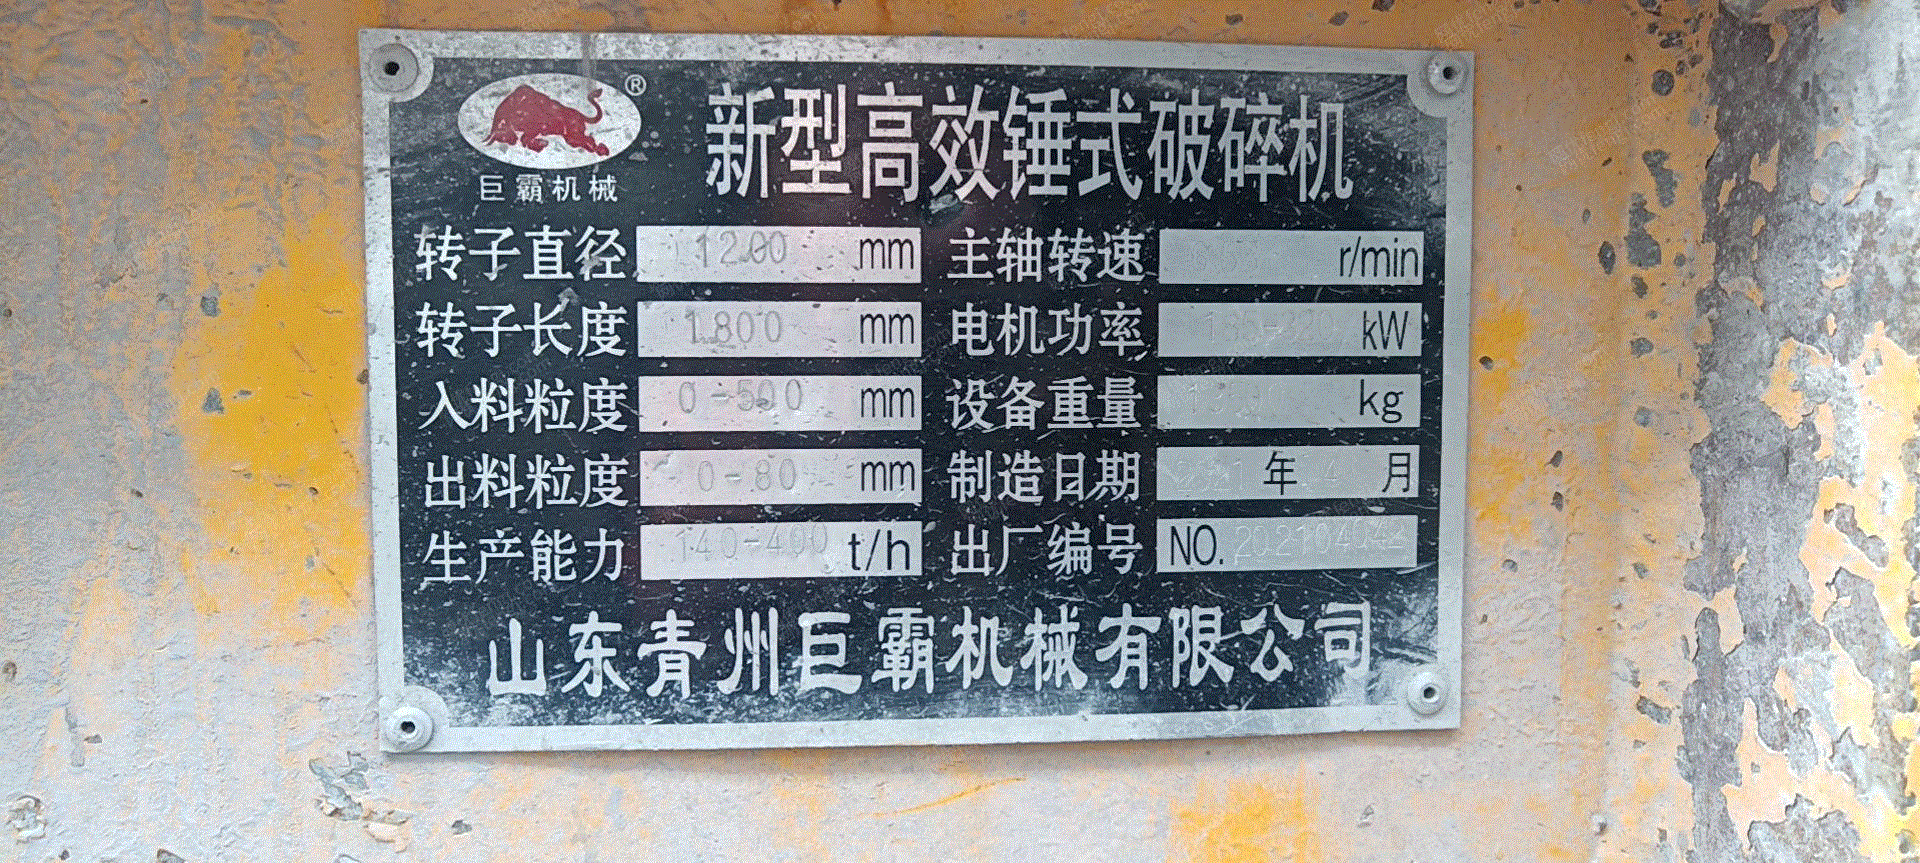 巨霸机械 ®
新型高效锤式破碎机
转子直径 1200 mm 主轴转速 r/min
转子长度 1800 mm 电机功率 kW
入料粒度 0-500 mm 设备重量 kg
出料粒度 0-80 mm 制造日期 年 月
生产能力 140-400 t/h 出厂编号 NO. 202104042
山东青州巨霸机械有限公司